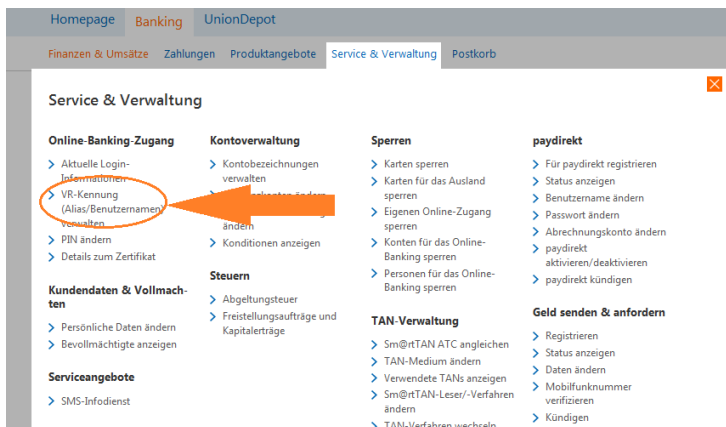 Homepage Banking UnionDepot
Finanzen & Umsätze Zahlungen Produktangebote Service & Verwaltung Postkorb
Service & Verwaltung
Online-Banking-Zugang
Aktuelle Login-
Informationen
VR-Kennung
(Alias/Benutzernamen)
verwalten
PIN ändern
Details zum Zertifikat
Kundendaten & Vollmach-
ten
Persönliche Daten ändern
Bevollmächtigte anzeigen
Serviceangebote
SMS-Infodienst
Kontoverwaltung
Kontobezeichnungen
verwalten
ändern
ändern
Konditionen anzeigen
Steuern
Abgeltungsteuer
Freistellungsaufträge und
Kapitalerträge
Sperren
Karten sperren
Karten für das Ausland
sperren
Eigenen Online-Zugang
sperren
Konten für das Online-
Banking sperren
Personen für das Online-
Banking sperren
TAN-Verwaltung
Sm@rtTAN ATC angleichen
TAN-Medium ändern
Verwendete TANs anzeigen
Sm@rtTAN-Leser/-Verfahren
ändern
TAN-Verfahren wechseln
paydirekt
Für paydirekt registrieren
Status anzeigen
Benutzername ändern
Passwort ändern
Abrechnungskonto ändern
paydirekt
aktivieren/deaktivieren
paydirekt kündigen
Geld senden & anfordern
Registrieren
Status anzeigen
Daten ändern
Mobilfunknummer
verifizieren
Kündigen